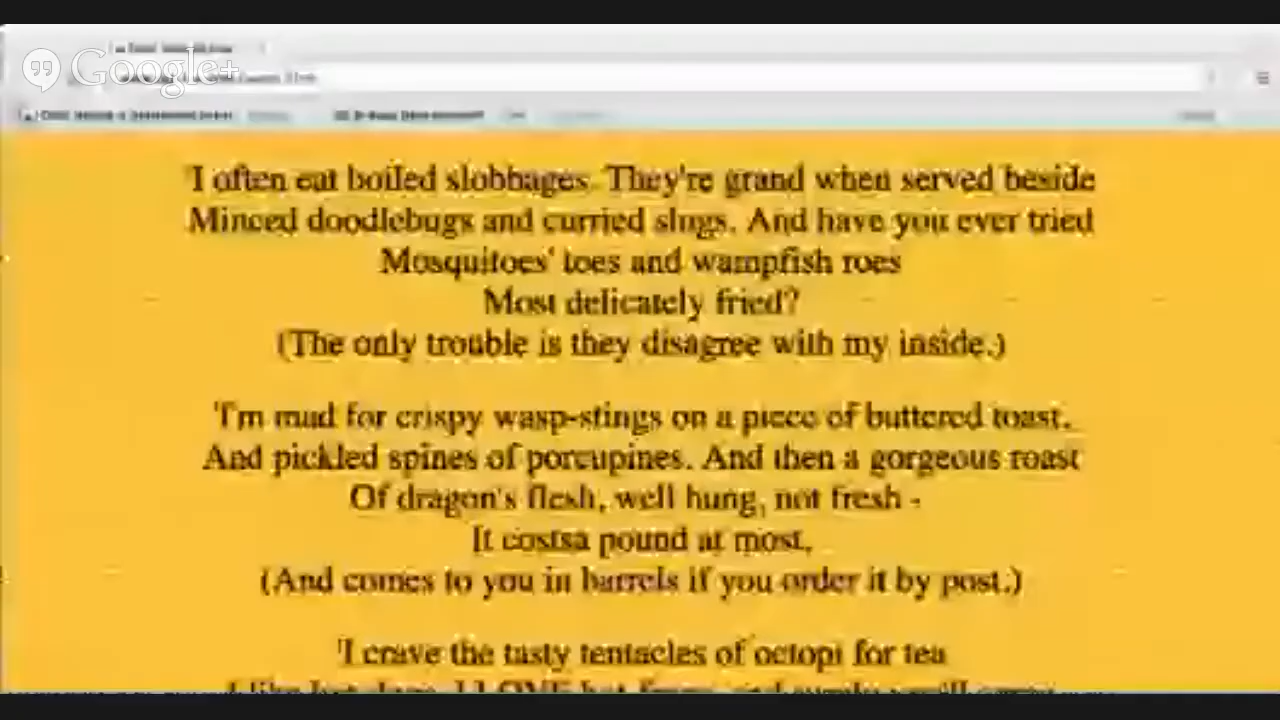 Google+
'I often eat boiled slobbages. They're grand when served beside
Minced doodlebugs and curried slugs. And have you ever tried
Mosquitoes' toes and wampfish roes
Most delicately fried?
(The only trouble is they disagree with my inside.)
'I'm mad for crispy wasp-stings on a piece of buttered toast.
And pickled spines of porcupines. And then a gorgeous roast
Of dragon's flesh, well hung, not fresh -
It costsa pound at most,
(And comes to you in barrels if you order it by post.)
'I crave the tasty tentacles of octopi for tea